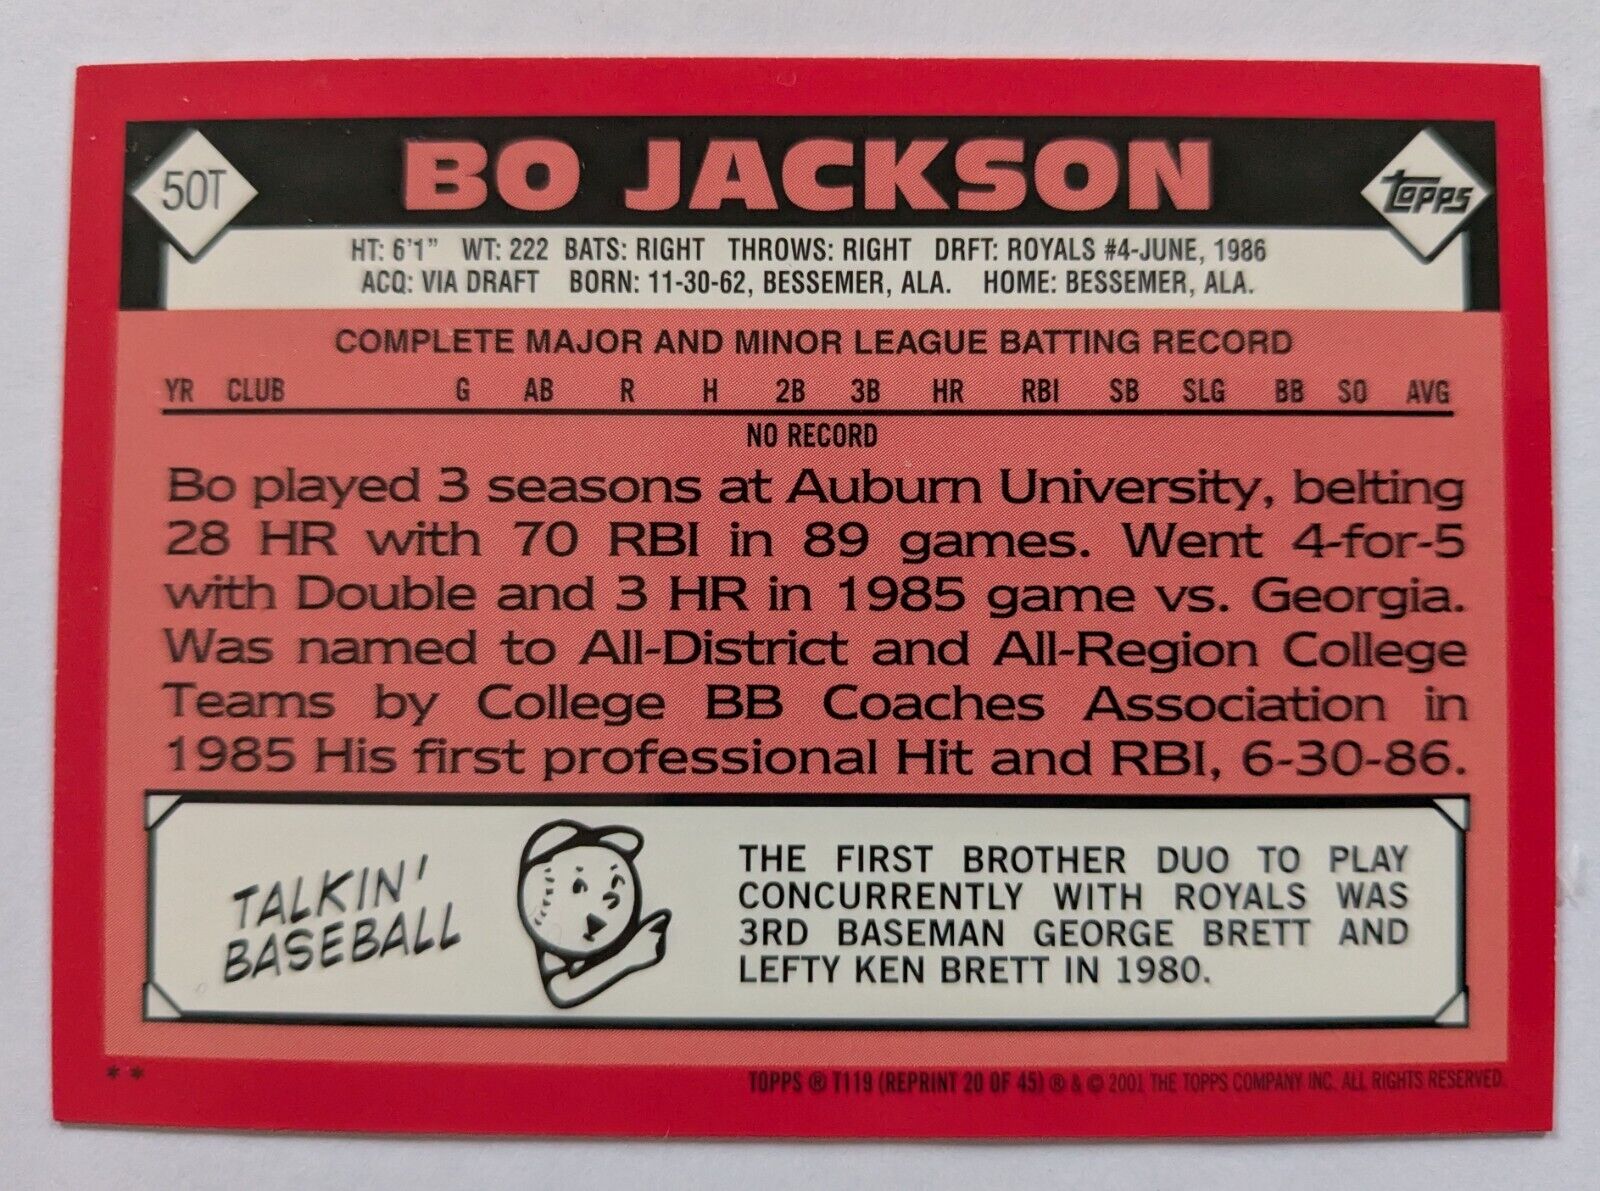 50T
BO JACKSON
topps
HT: 6'1" WT: 222 BATS: RIGHT THROWS: RIGHT DRFT: ROYALS #4-JUNE, 1986
ACQ: VIA DRAFT BORN: 11-30-62, BESSEMER, ALA. HOME: BESSEMER, ALA.
COMPLETE MAJOR AND MINOR LEAGUE BATTING RECORD
YR CLUB G AB R H 2B 3B HR RBI SB SLG BB SO AVG
NO RECORD
Bo played 3 seasons at Auburn University, belting
28 HR with 70 RBI in 89 games. Went 4-for-5
with Double and 3 HR in 1985 game vs. Georgia.
Was named to All-District and All-Region College
Teams by College BB Coaches Association in
1985 His first professional Hit and RBI, 6-30-86.
TALKIN'
BASEBALL
THE FIRST BROTHER DUO TO PLAY
CONCURRENTLY WITH ROYALS WAS
3RD BASEMAN GEORGE BRETT AND
LEFTY KEN BRETT IN 1980.
** TOPPS ® T119 (REPRINT 20 OF 45) ® & © 2001 THE TOPPS COMPANY INC. ALL RIGHTS RESERVED.